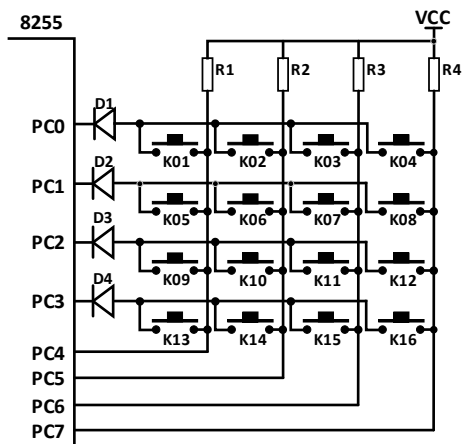 8255
VCC
R1 R2 R3 R4
D1
PC0
K01 K02 K03 K04
D2
PC1
K05 K06 K07 K08
D3
PC2
K09 K10 K11 K12
D4
PC3
K13 K14 K15 K16
PC4
PC5
PC6
PC7